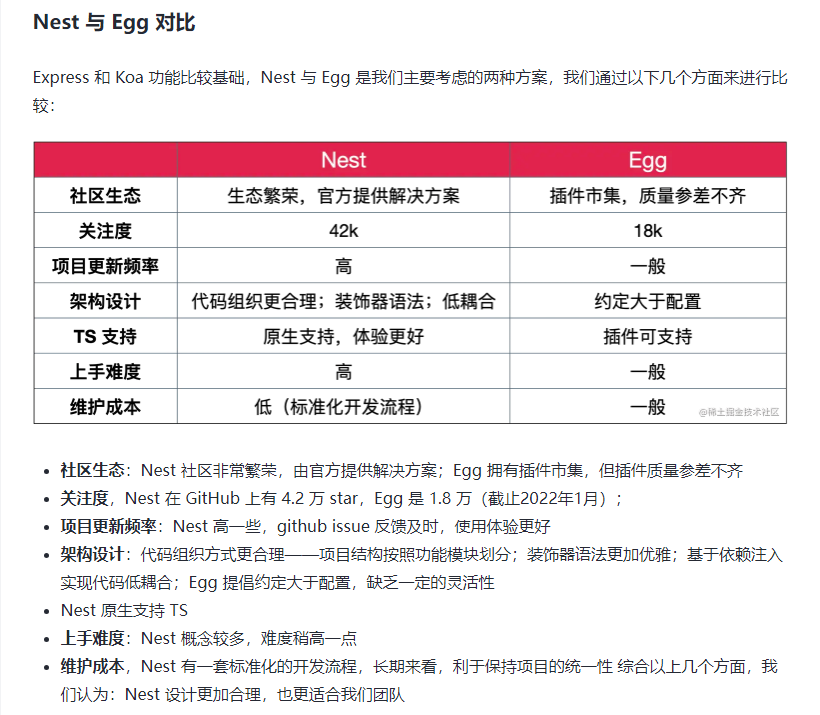 Nest 与 Egg 对比
Express 和 Koa 功能比较基础，Nest 与 Egg 是我们主要考虑的两种方案，我们通过以下几个方面来进行比
较：
Nest Egg
社区生态 生态繁荣，官方提供解决方案 插件市集，质量参差不齐
关注度 42k 18k
项目更新频率 高 一般
架构设计 代码组织更合理；装饰器语法；低耦合 约定大于配置
TS 支持 原生支持，体验更好 插件可支持
上手难度 高 一般
维护成本 低（标准化开发流程） 一般
@稀土掘金技术社区
• 社区生态：Nest 社区非常繁荣，由官方提供解决方案；Egg 拥有插件市集，但插件质量参差不齐
• 关注度，Nest 在 GitHub 上有 4.2 万 star，Egg 是 1.8 万（截止2022年1月）；
• 项目更新频率：Nest 高一些，github issue 反馈及时，使用体验更好
• 架构设计：代码组织方式更合理——项目结构按照功能模块划分；装饰器语法更加优雅；基于依赖注入
实现代码低耦合；Egg 提倡约定大于配置，缺乏一定的灵活性
• Nest 原生支持 TS
• 上手难度：Nest 概念较多，难度稍高一点
• 维护成本，Nest 有一套标准化的开发流程，长期来看，利于保持项目的统一性 综合以上几个方面，我
们认为：Nest 设计更加合理，也更适合我们团队